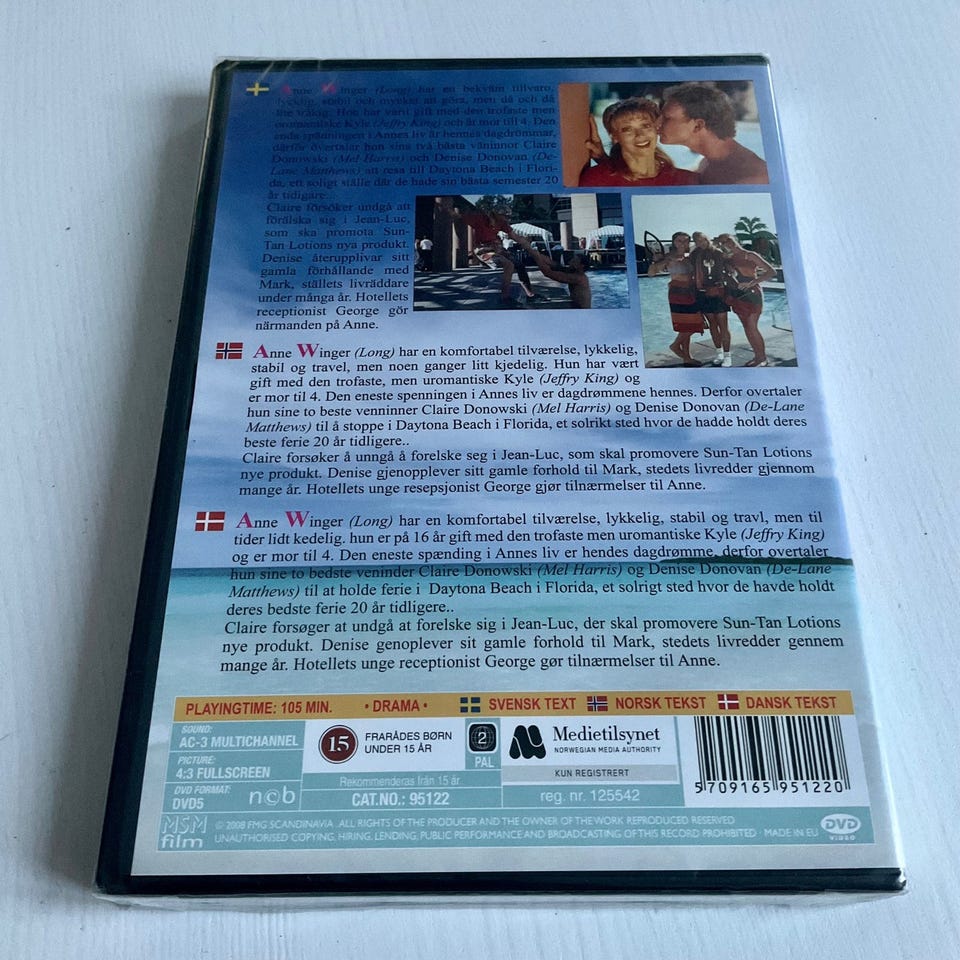 Anne Winger (Long) har en bekväm tillvaro,
lycklig, stabil och mycket att göra, men då och då
lite tråkig. Hon har varit gift med den trofaste men
oromantiske Kyle (Jeffry King) och är mor till 4. Den
enda spänningen i Annes liv är hennes dagdrömmar,
därför övertalar hon sina två bästa väninnor Claire
Donowski (Mel Harris) och Denise Donovan (De-
Lane Matthews) att resa till Daytona Beach i Flori-
da, ett soligt ställe där de hade sin bästa semester 20
år tidigare...
Claire försöker undgå att
förälska sig i Jean-Luc,
som ska promota Sun-
Tan Lotions nya produkt.
Denise återupplivar sitt
gamla förhållande med
Mark, ställets livräddare
under många år. Hotellets
receptionist George gör
närmanden på Anne.
Anne Winger (Long) har en komfortabel tilværelse, lykkelig,
stabil og travel, men noen ganger litt kjedelig. Hun har vært
gift med den trofaste, men uromantiske Kyle (Jeffry King) og
er mor til 4. Den eneste spenningen i Annes liv er dagdrømmene hennes. Derfor overtaler
hun sine to beste venninner Claire Donowski (Mel Harris) og Denise Donovan (De-Lane
Matthews) til å stoppe i Daytona Beach i Florida, et solrikt sted hvor de hadde holdt deres
beste ferie 20 år tidligere..
Claire forsøker å unngå å forelske seg i Jean-Luc, som skal promovere Sun-Tan Lotions
nye produkt. Denise gjenopplever sitt gamle forhold til Mark, stedets livredder gjennom
mange år. Hotellets unge resepsjonist George gjør tilnærmelser til Anne.
Anne Winger (Long) har en komfortabel tilværelse, lykkelig, stabil og travl, men til
tider lidt kedelig. hun er på 16 år gift med den trofaste men uromantiske Kyle (Jeffry King)
og er mor til 4. Den eneste spænding i Annes liv er hendes dagdrømme, derfor overtaler
hun sine to bedste veninder Claire Donowski (Mel Harris) og Denise Donovan (De-Lane
Matthews) til at holde ferie i Daytona Beach i Florida, et solrigt sted hvor de havde holdt
deres bedste ferie 20 år tidligere..
Claire forsøger at undgå at forelske sig i Jean-Luc, der skal promovere Sun-Tan Lotions
nye produkt. Denise genoplever sit gamle forhold til Mark, stedets livredder gennem
mange år. Hotellets unge receptionist George gør tilnærmelser til Anne.
PLAYINGTIME: 105 MIN. • DRAMA • SVENSK TEXT NORSK TEKST DANSK TEKST
SOUND:
AC-3 MULTICHANNEL
PICTURE:
4:3 FULLSCREEN
DVD FORMAT:
DVD5
n©b
15
FRARÅDES BØRN
UNDER 15 ÅR
Rekommenderas från 15 år
CAT.NO.: 95122
2
PAL
Medietilsynet
NORWEGIAN MEDIA AUTHORITY
KUN REGISTRERT
reg. nr. 125542
5709165951220
MSM
film
© 2008 FMG SCANDINAVIA ALL RIGHTS OF THE PRODUCER AND THE OWNER OF THE WORK REPRODUCED RESERVED
UNAUTHORISED COPYING, HIRING, LENDING, PUBLIC PERFORMANCE AND BROADCASTING OF THIS RECORD PROHIBITED · MADE IN EU
DVD
VIDEO